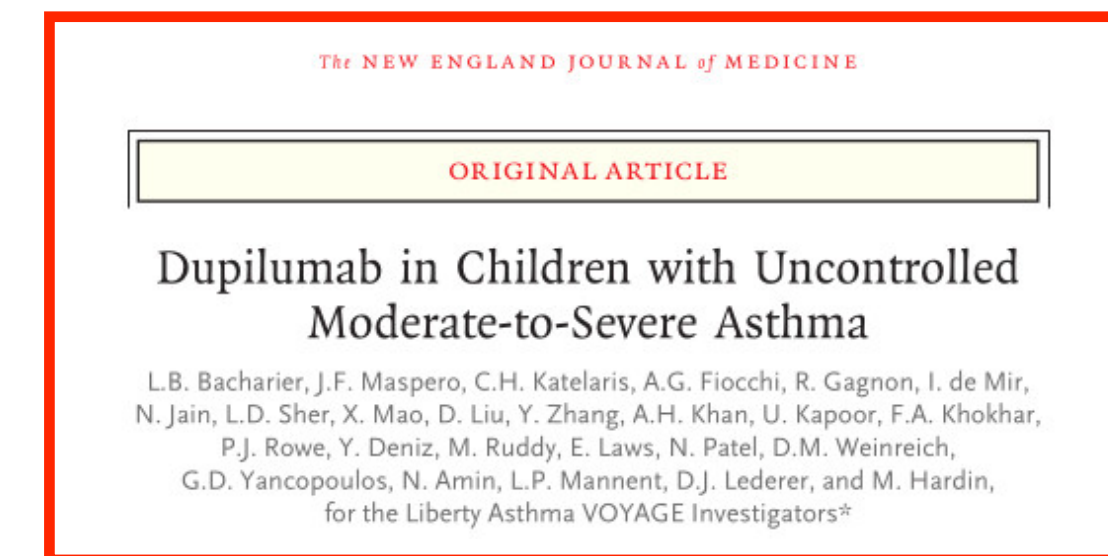 The NEW ENGLAND JOURNAL of MEDICINE
ORIGINAL ARTICLE
Dupilumab in Children with Uncontrolled
Moderate-to-Severe Asthma
L.B. Bacharier, J.F. Maspero, C.H. Katelaris, A.G. Fiocchi, R. Gagnon, I. de Mir,
N. Jain, L.D. Sher, X. Mao, D. Liu, Y. Zhang, A.H. Khan, U. Kapoor, F.A. Khokhar,
P.J. Rowe, Y. Deniz, M. Ruddy, E. Laws, N. Patel, D.M. Weinreich,
G.D. Yancopoulos, N. Amin, L.P. Mannent, D.J. Lederer, and M. Hardin,
for the Liberty Asthma VOYAGE Investigators*